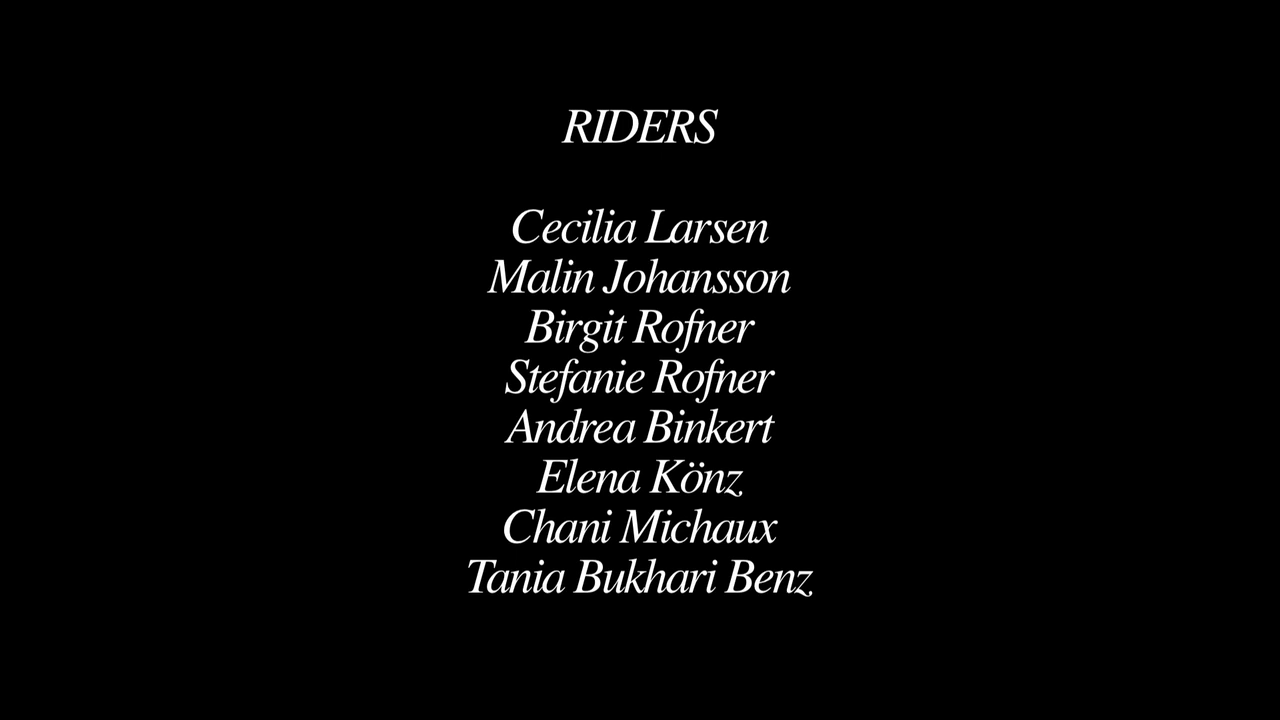 RIDERS
Cecilia Larsen
Malin Johansson
Birgit Rofner
Stefanie Rofner
Andrea Binkert
Elena Könz
Chani Michaux
Tania Bukhari Benz